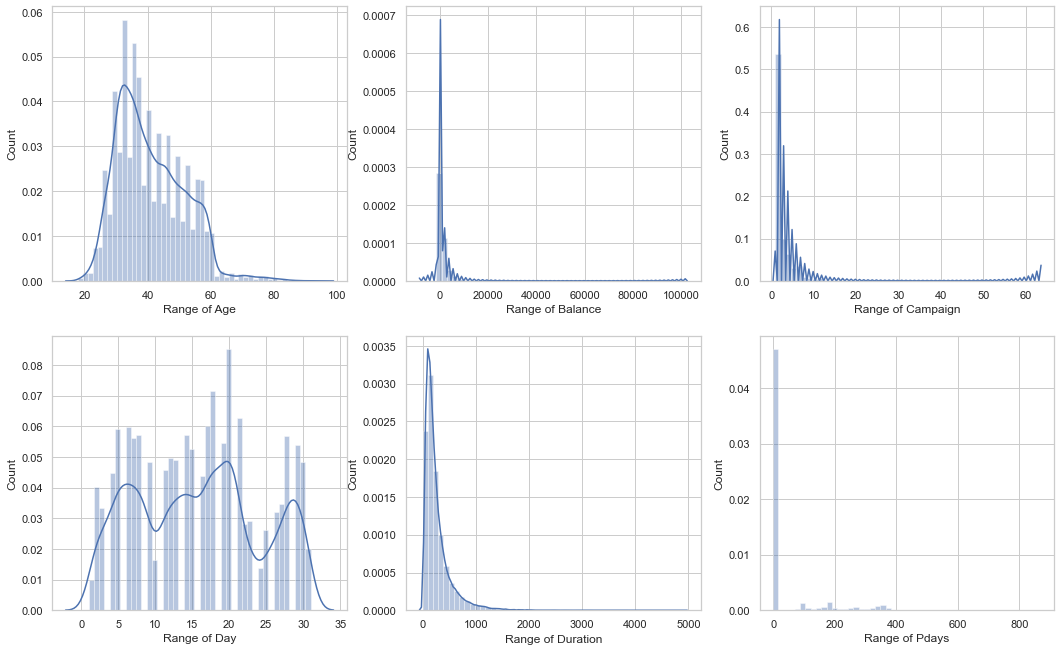 0.06
0.05
0.04
0.03
0.02
0.01
0.00
Count
20 40 60 80 100
Range of Age
0.0007
0.0006
0.0005
0.0004
0.0003
0.0002
0.0001
0.0000
Count
0 20000 40000 60000 80000 100000
Range of Balance
0.6
0.5
0.4
0.3
0.2
0.1
0.0
Count
0 10 20 30 40 50 60
Range of Campaign
0.08
0.07
0.06
0.05
0.04
0.03
0.02
0.01
0.00
Count
0 5 10 15 20 25 30 35
Range of Day
0.0035
0.0030
0.0025
0.0020
0.0015
0.0010
0.0005
0.0000
Count
0 1000 2000 3000 4000 5000
Range of Duration
0.04
0.03
0.02
0.01
0.00
Count
0 200 400 600 800
Range of Pdays